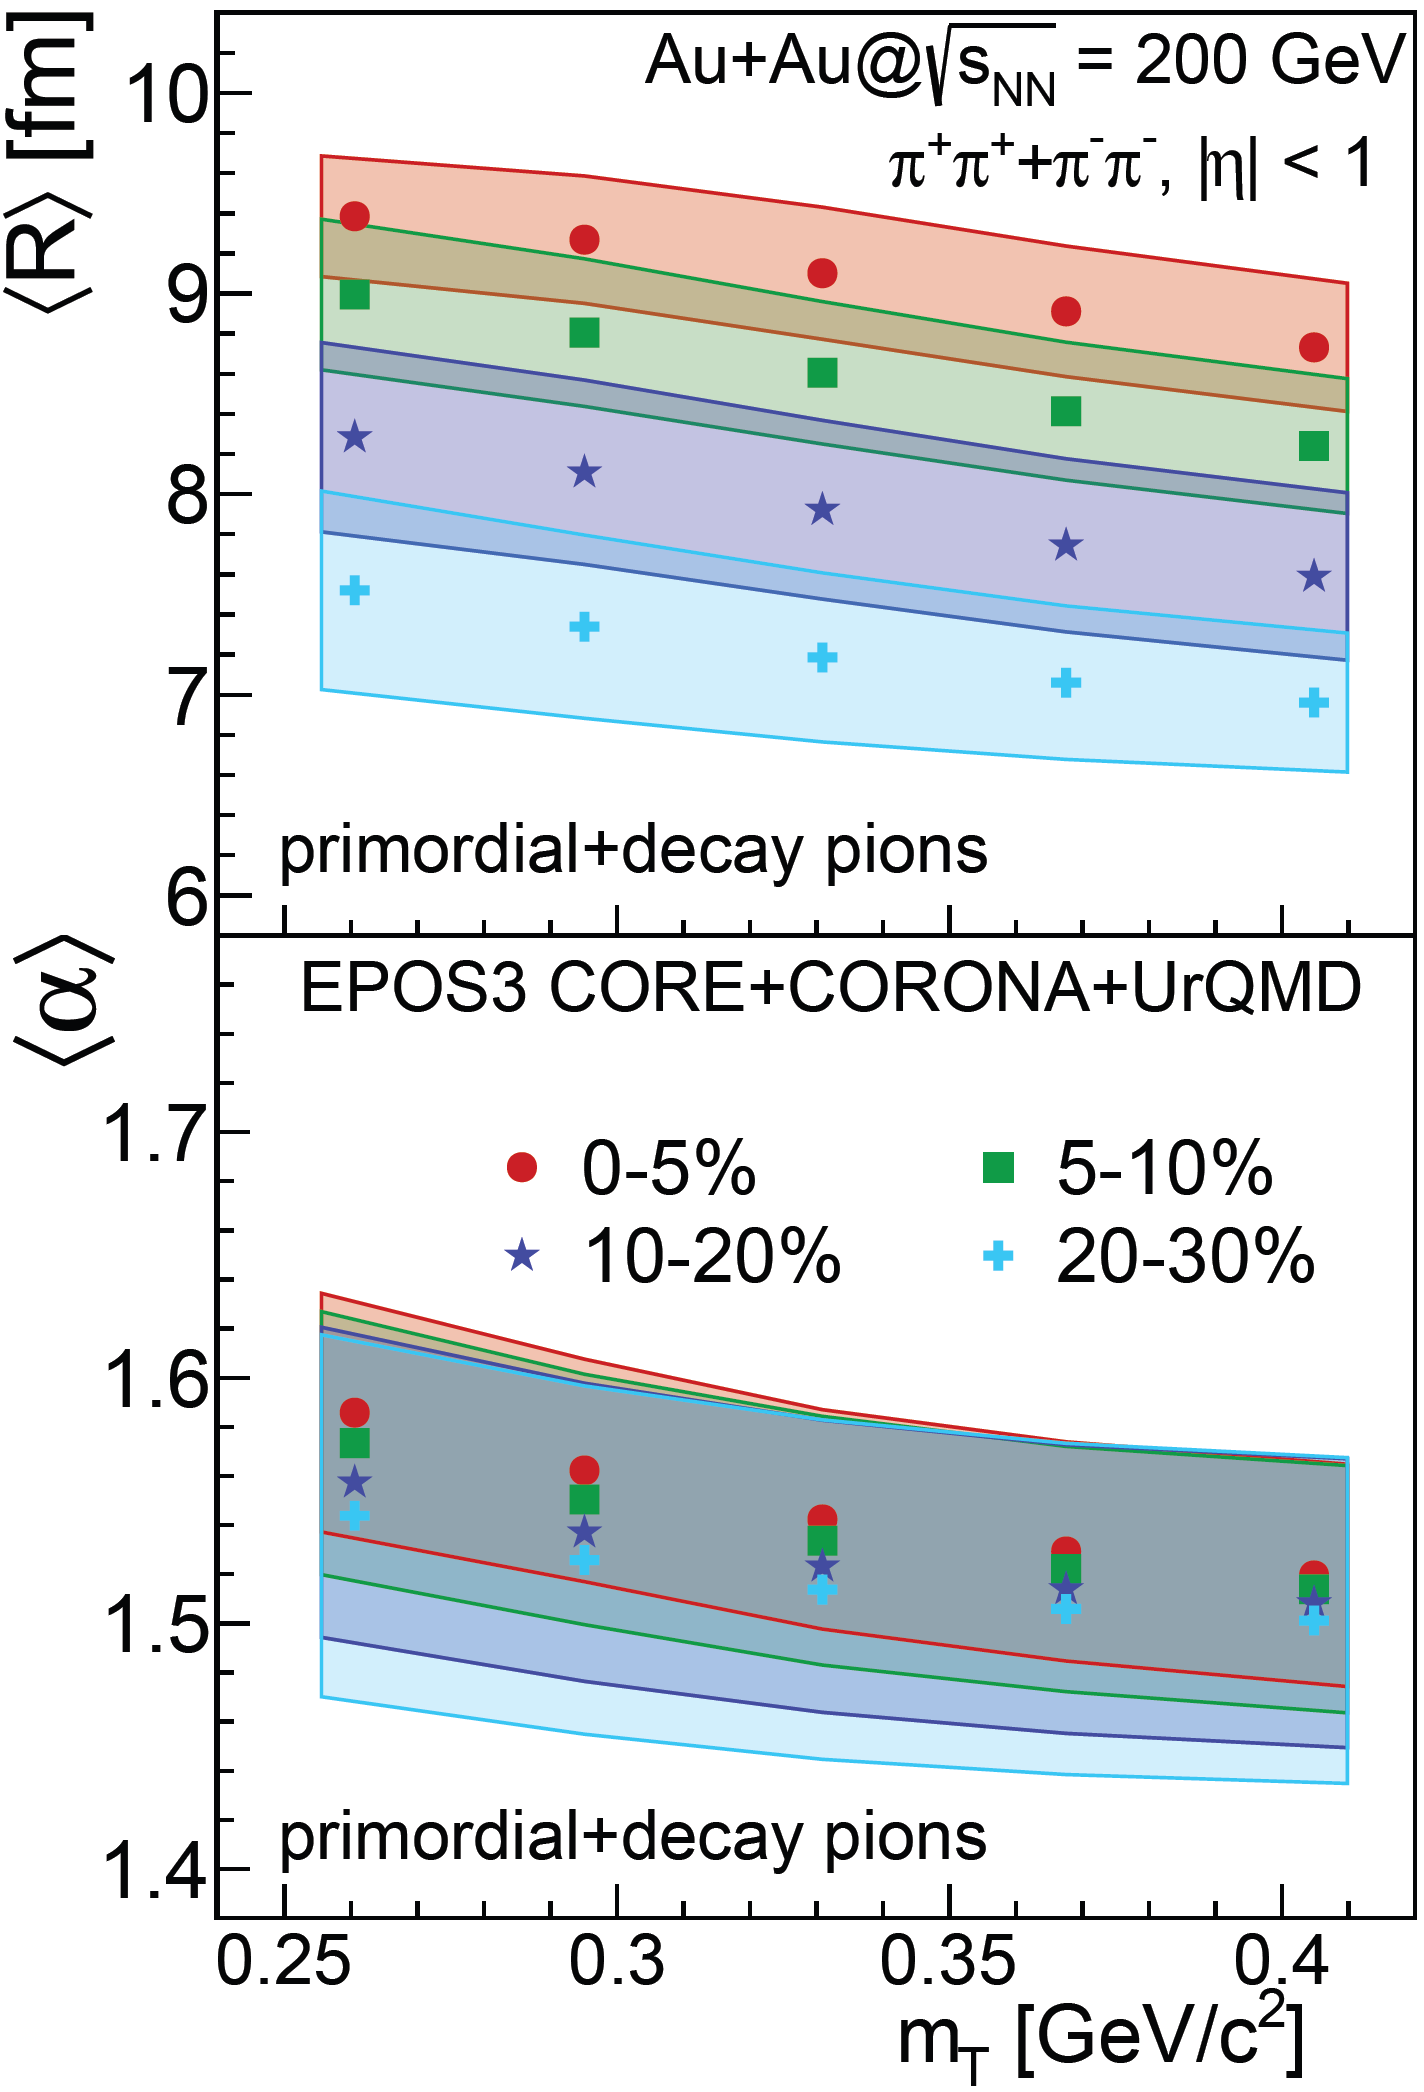 ⟨R⟩ [fm]
Au+Au@√s_NN = 200 GeV
π⁺π⁺+π⁻π⁻, |η| < 1
10
9
8
7
6
primordial+decay pions
⟨α⟩
EPOS3 CORE+CORONA+UrQMD
1.7
1.6
1.5
1.4
0-5%
5-10%
10-20%
20-30%
primordial+decay pions
0.25 0.3 0.35 0.4
m_T [GeV/c²]